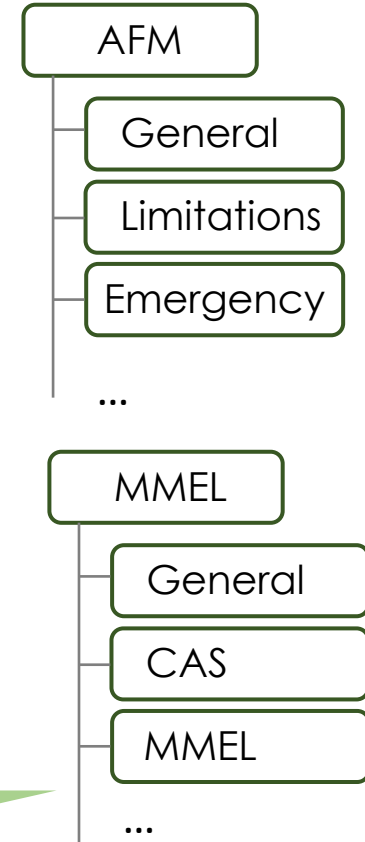 AFM
General
Limitations
Emergency
...
MMEL
General
CAS
MMEL
...